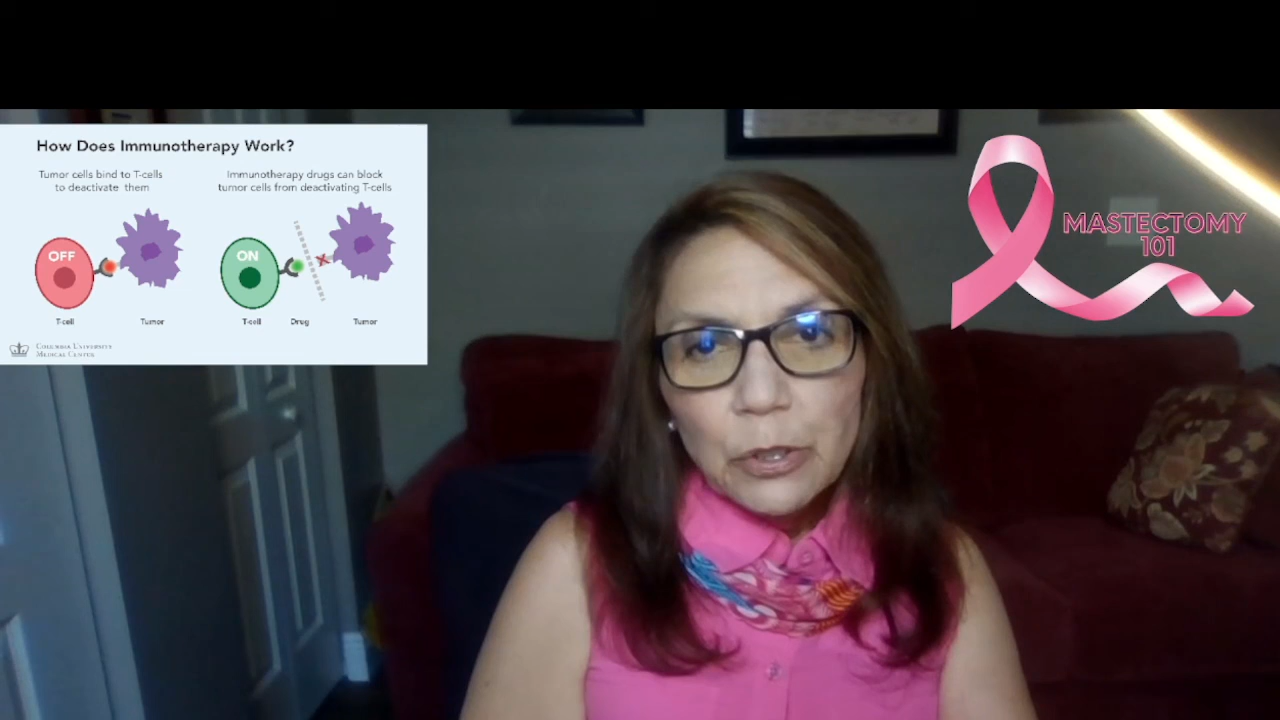 How Does Immunotherapy Work?
Tumor cells bind to T-cells
to deactivate them
Immunotherapy drugs can block
tumor cells from deactivating T-cells
OFF
ON
T-cell
Tumor
T-cell
Drug
Tumor
COLUMBIA UNIVERSITY
MEDICAL CENTER
MASTECTOMY
101